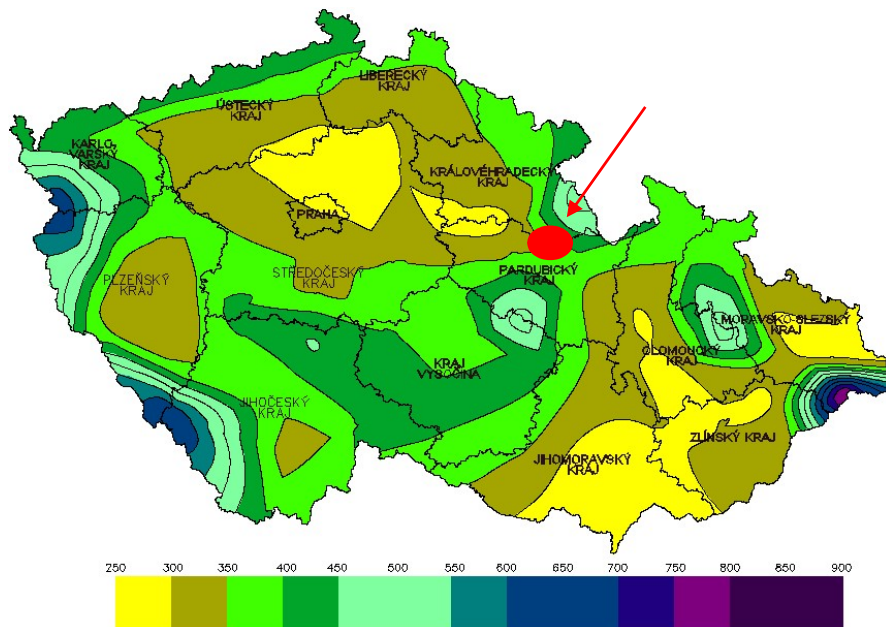 LIBERECKÝ
KRAJ
ÚSTECKÝ
KRAJ
KARLO
VARSKÝ
KRAJ
KRÁLOVÉHRADECKÝ
KRAJ
PRAHA
PLZEŇSKÝ
KRAJ
STREDOČESKÝ
KRAJ
PARDUBICKÝ
KRAJ
MORAVSKO-SLEZSKÝ
KRAJ
OLOMOUCKÝ
KRAJ
KRAJ
VYSOČINA
JIHOČESKÝ
KRAJ
ZLÍNSKÝ KRAJ
JIHOMORAVSKÝ
KRAJ
250 300 350 400 450 500 550 600 650 700 750 800 850 900